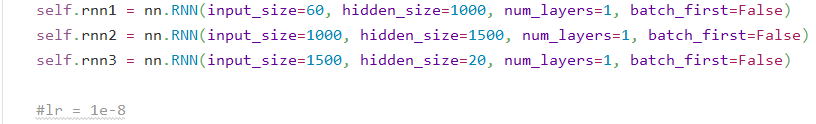 self.rnn1 = nn.RNN(input_size=60, hidden_size=1000, num_layers=1, batch_first=False)
self.rnn2 = nn.RNN(input_size=1000, hidden_size=1500, num_layers=1, batch_first=False)
self.rnn3 = nn.RNN(input_size=1500, hidden_size=20, num_layers=1, batch_first=False)
#lr = 1e-8